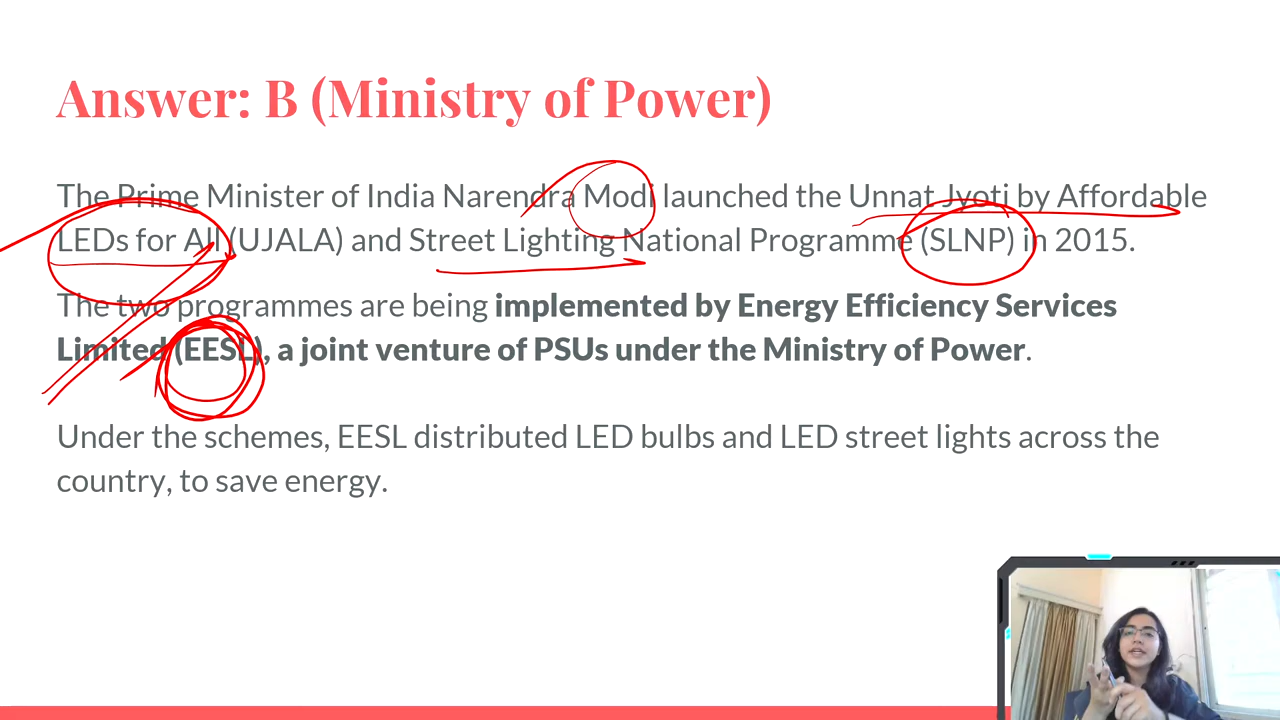 Answer: B (Ministry of Power)
The Prime Minister of India Narendra Modi launched the Unnat Jyoti by Affordable
LEDs for All (UJALA) and Street Lighting National Programme (SLNP) in 2015.
The two programmes are being implemented by Energy Efficiency Services
Limited (EESL), a joint venture of PSUs under the Ministry of Power.
Under the schemes, EESL distributed LED bulbs and LED street lights across the
country, to save energy.